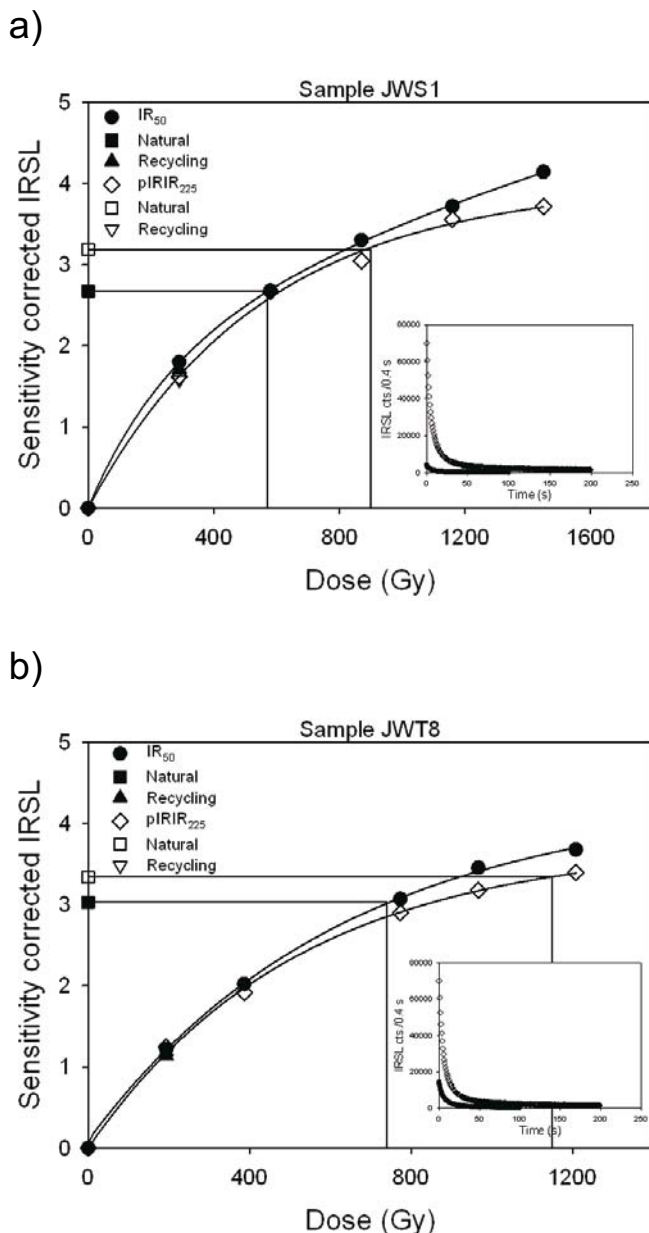 a)
Sample JWS1
Sensitivity corrected IRSL
5
4
3
2
1
0
IR₅₀
Natural
Recycling
pIRIR₂₂₅
Natural
Recycling
IRSL cts /0.4 s
80000
60000
40000
20000
0
0 50 100 150 200 250
Time (s)
0 400 800 1200 1600
Dose (Gy)
b)
Sample JWT8
Sensitivity corrected IRSL
5
4
3
2
1
0
IR₅₀
Natural
Recycling
pIRIR₂₂₅
Natural
Recycling
IRSL cts /0.4 s
80000
60000
40000
20000
0
0 50 100 150 200 250
Time (s)
0 400 800 1200
Dose (Gy)